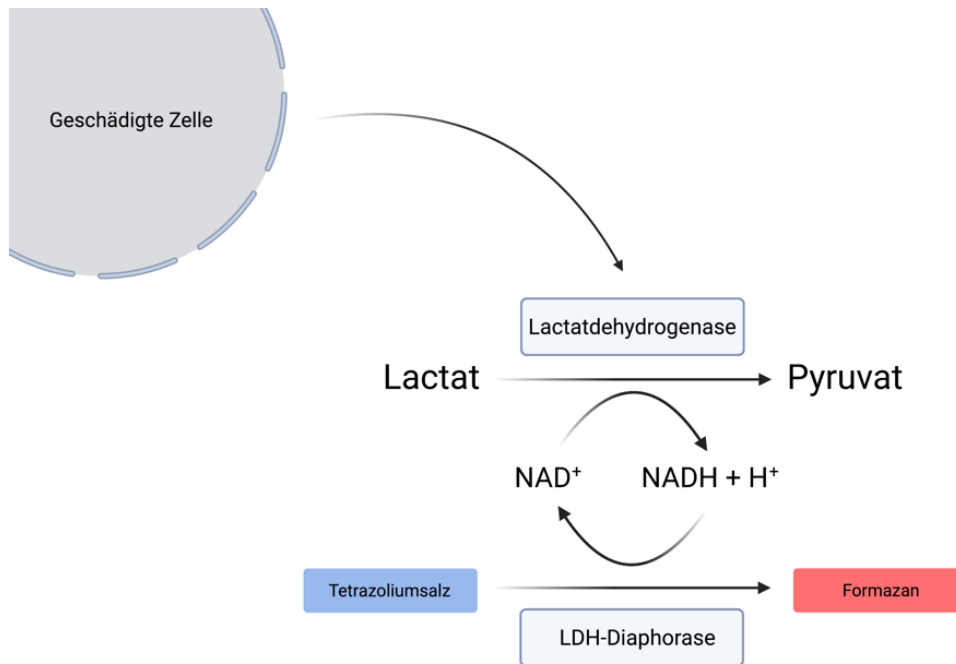 Geschädigte Zelle
Lactatdehydrogenase
Lactat
Pyruvat
NAD⁺
NADH + H⁺
Tetrazoliumsalz
Formazan
LDH-Diaphorase